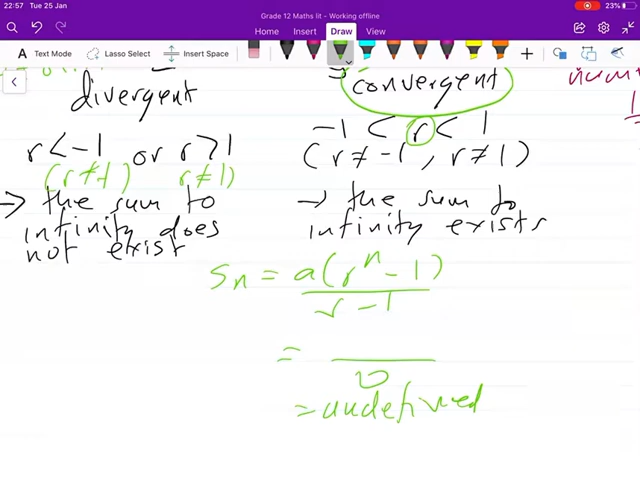 22:57 Tue 25 Jan
Grade 12 Maths lit - Working offline
23%
Home Insert Draw View
A Text Mode Lasso Select Insert Space
divergent
convergent
-1 < r < 1
r < -1 or r > 1
(r ≠ -1, r ≠ 1)
(r ≠ -1) r ≠ 1)
→ the sum to
infinity does
not exist
→ the sum to
infinity exists
Sn = a(r^n - 1)
r - 1
=
0
= undefined